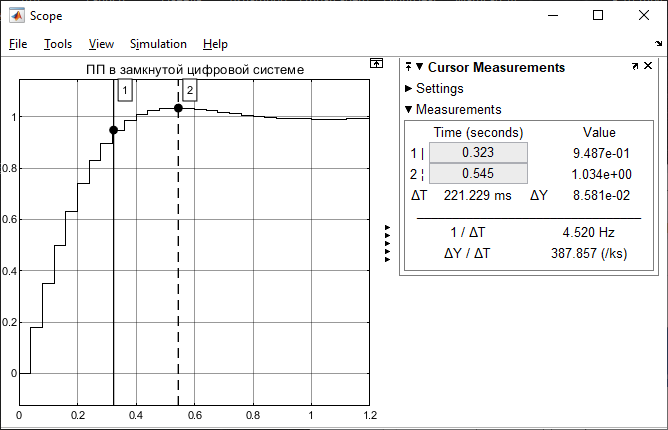 Scope
File Tools View Simulation Help
ПП в замкнутой цифровой системе
1 2
1
0.8
0.6
0.4
0.2
0
0 0.2 0.4 0.6 0.8 1 1.2
Cursor Measurements
Settings
Measurements
Time (seconds) Value
1 | 0.323 9.487e-01
2 ¦ 0.545 1.034e+00
ΔT 221.229 ms ΔY 8.581e-02
1 / ΔT 4.520 Hz
ΔY / ΔT 387.857 (/ks)